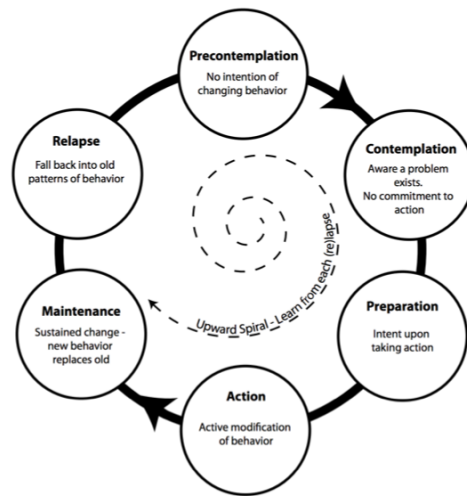 Precontemplation
No intention of
changing behavior
Contemplation
Aware a problem
exists.
No commitment to
action
Preparation
Intent upon
taking action
Action
Active modification
of behavior
Maintenance
Sustained change -
new behavior
replaces old
Relapse
Fall back into old
patterns of behavior
Upward Spiral - Learn from each (re)lapse